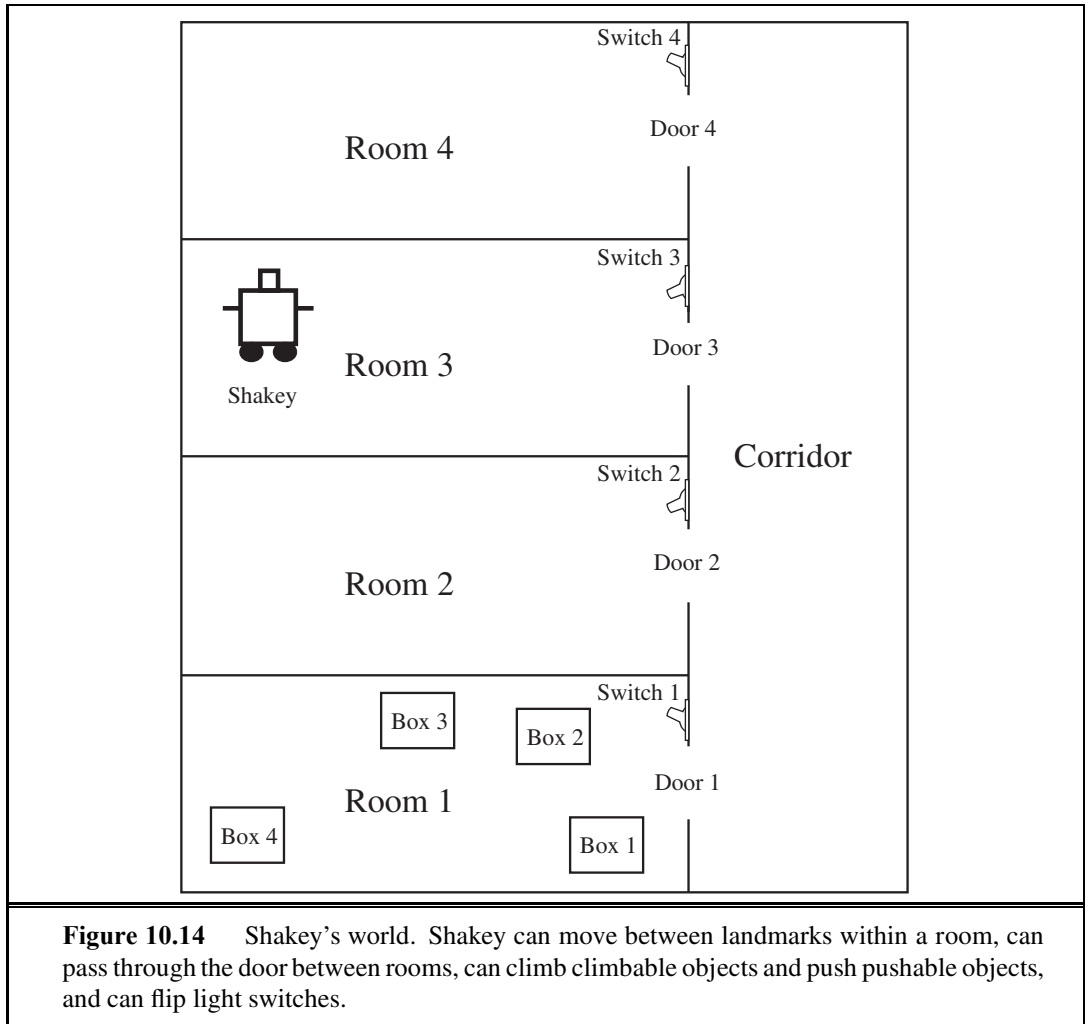 Switch 4
Door 4
Room 4
Switch 3
Door 3
Room 3
Shakey
Corridor
Switch 2
Door 2
Room 2
Switch 1
Box 3
Box 2
Door 1
Room 1
Box 4
Box 1
Figure 10.14 Shakey's world. Shakey can move between landmarks within a room, can
pass through the door between rooms, can climb climbable objects and push pushable objects,
and can flip light switches.